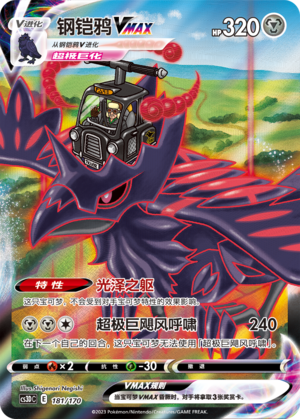 V进化
钢铠鸦VMAX HP320
从钢铠鸦V进化
超极巨化
特性 光泽之躯
这只宝可梦,不会受到对手宝可梦特性的效果影响。
超极巨飓风呼啸 240
在下一个自己的回合,这只宝可梦无法使用「超极巨飓风呼啸」。
弱点 ×2 抗性 -30 撤退
VMAX规则
当宝可梦VMAX昏厥时,对手将拿取3张奖赏卡。
Illus. Shigenori Negishi
cs3DC E 181/170
©2023 Pokémon/Nintendo/Creatures/GAME FREAK.